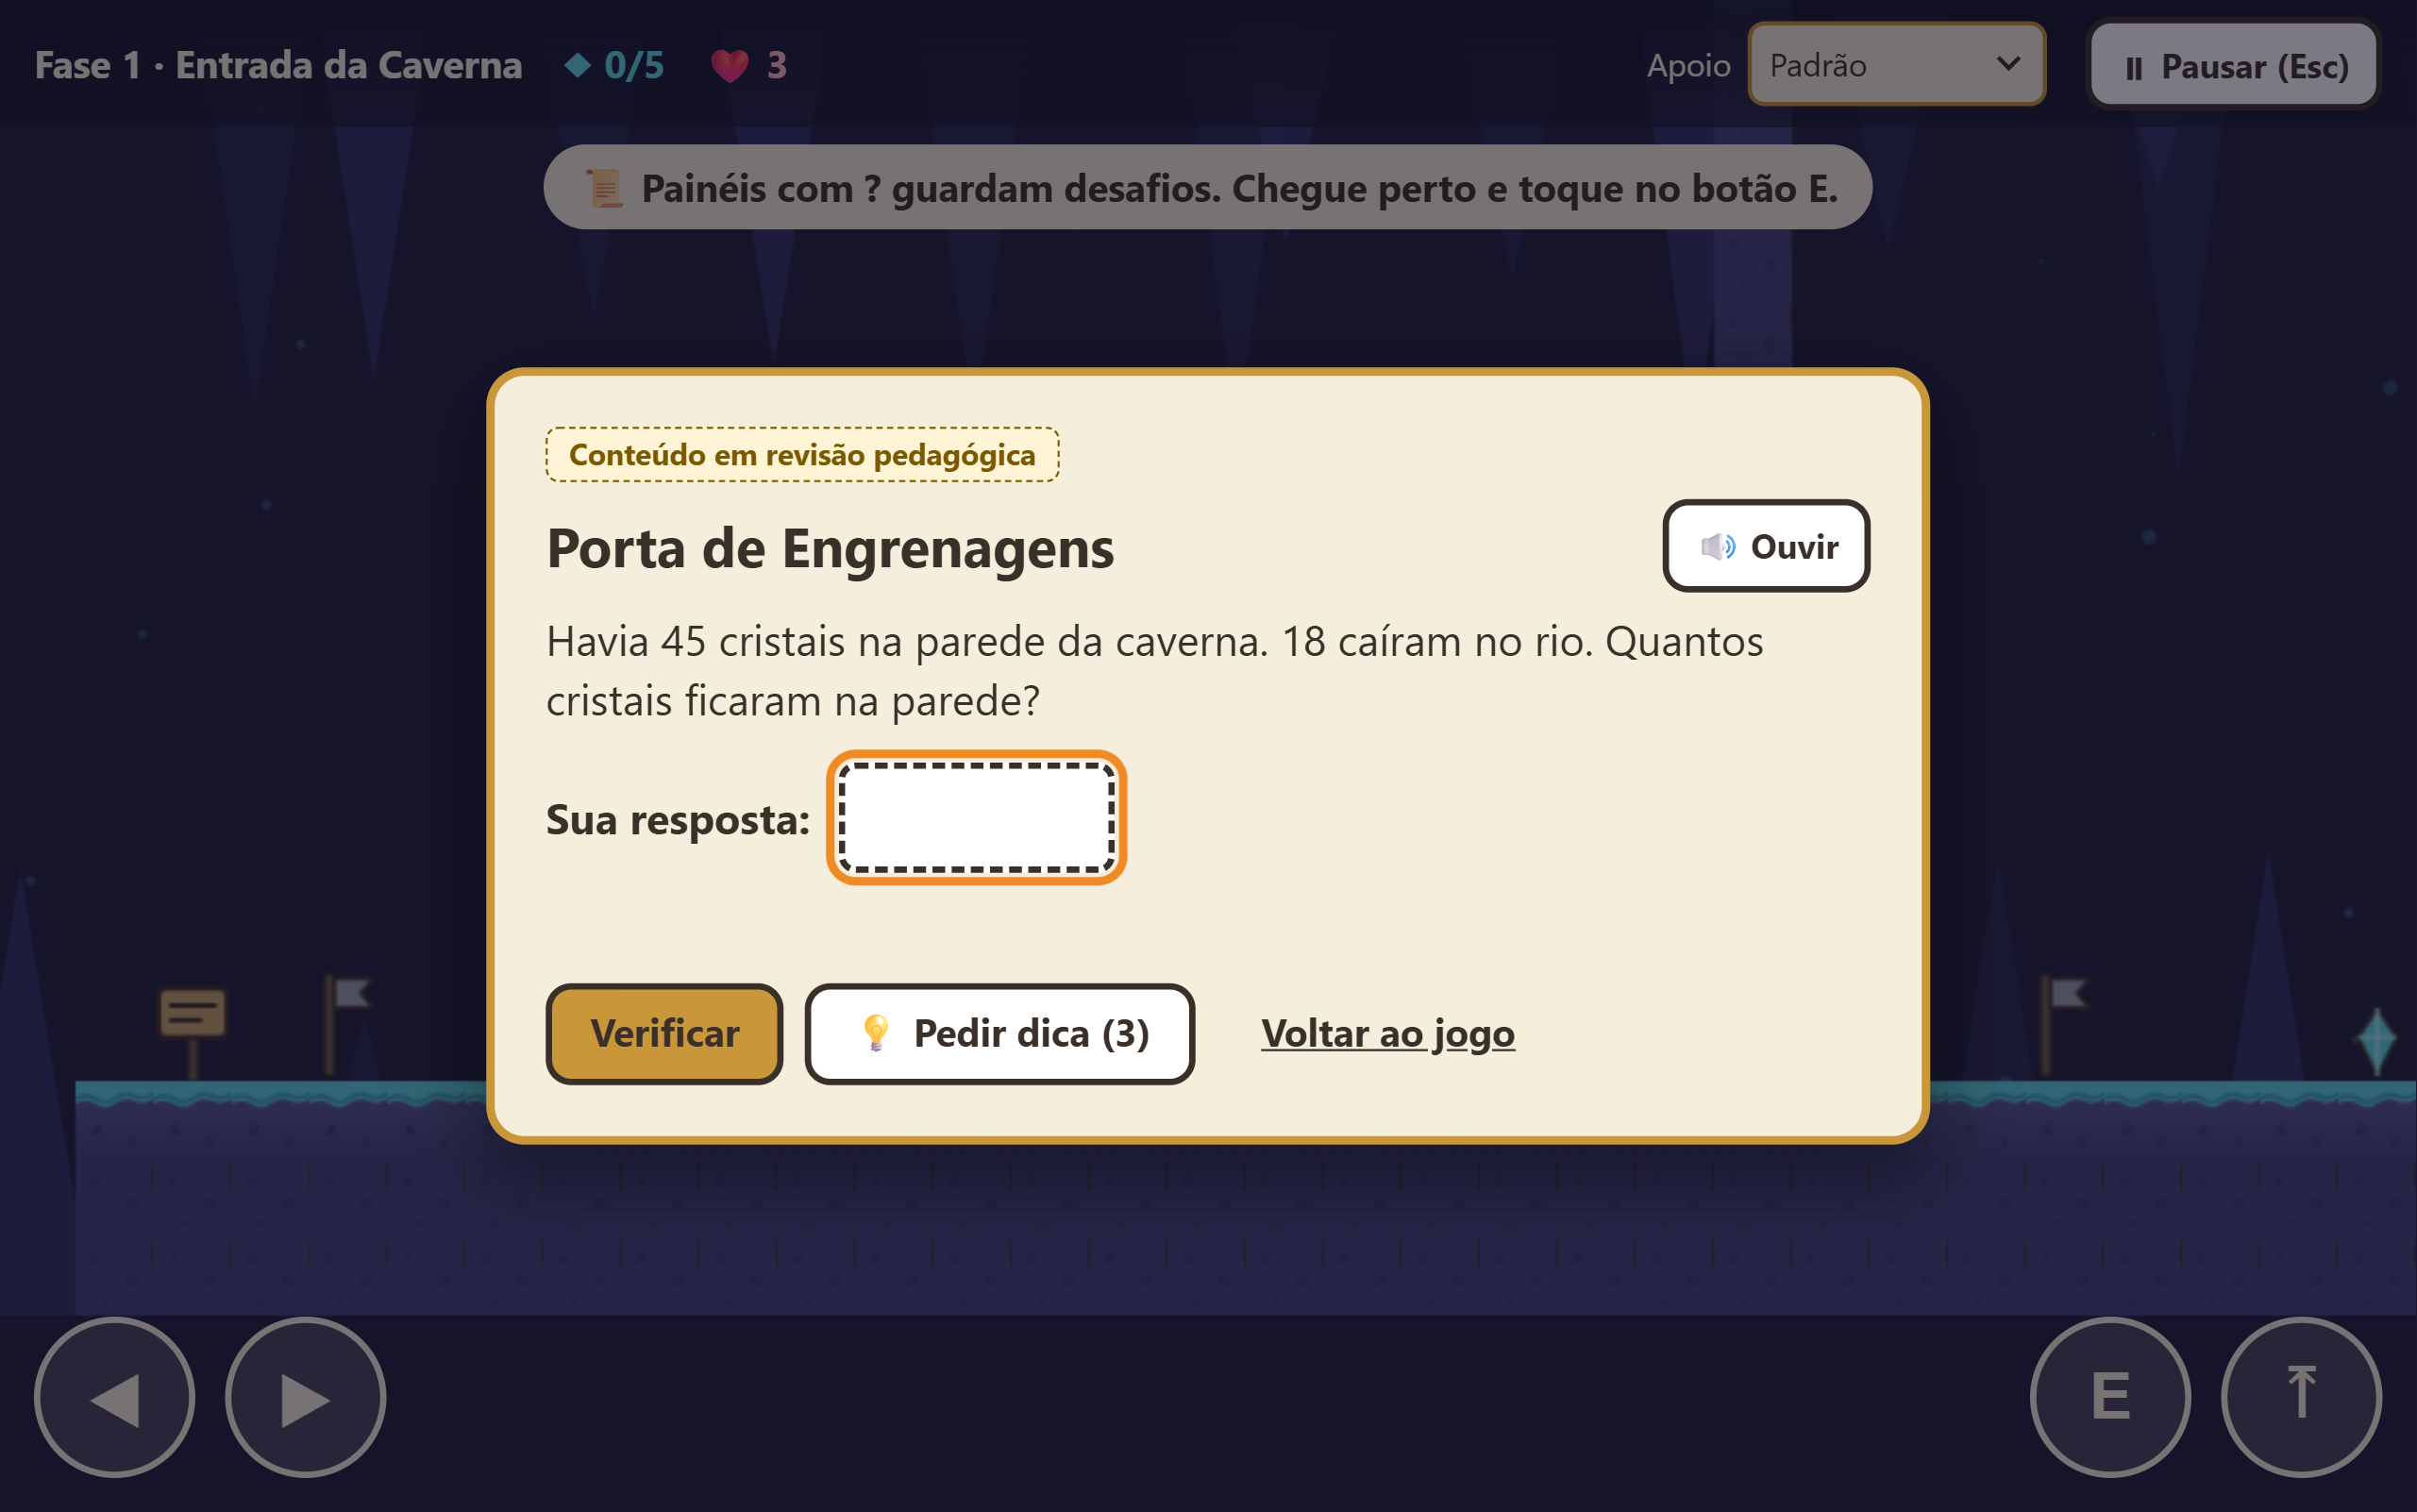 Fase 1 · Entrada da Caverna 0/5 3 Apoio Padrão Pausar (Esc)
Painéis com ? guardam desafios. Chegue perto e toque no botão E.
Conteúdo em revisão pedagógica
Porta de Engrenagens Ouvir
Havia 45 cristais na parede da caverna. 18 caíram no rio. Quantos
cristais ficaram na parede?
Sua resposta:
Verificar Pedir dica (3) Voltar ao jogo
E